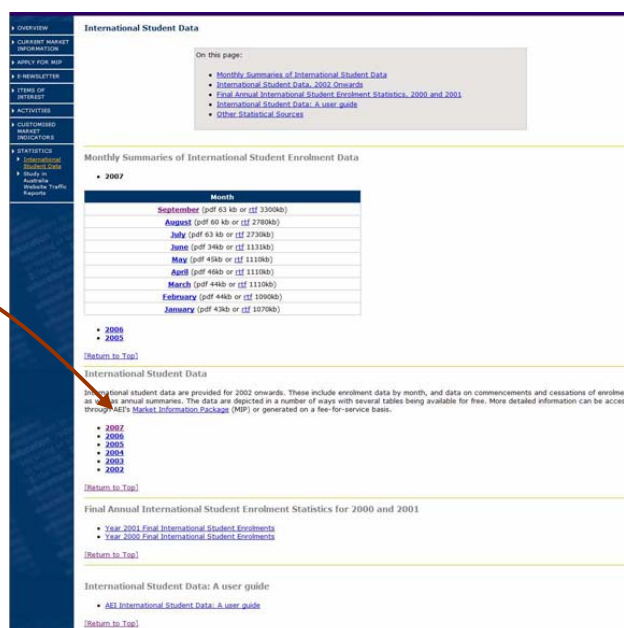 OVERVIEW
CURRENT MARKET
INFORMATION
APPLY FOR MIP
E-NEWSLETTER
ITEMS OF
INTEREST
ACTIVITIES
CUSTOMISED
MARKET
INDICATORS
STATISTICS
International
Student Data
Study in
Australia
Website Traffic
Reports
International Student Data
On this page:
Monthly Summaries of International Student Data
International Student Data, 2002 Onwards
Final Annual International Student Enrolment Statistics, 2000 and 2001
International Student Data: A user guide
Other Statistical Sources
Monthly Summaries of International Student Enrolment Data
2007
Month
September (pdf 63 kb or rtf 3300kb)
August (pdf 60 kb or rtf 2780kb)
July (pdf 63 kb or rtf 2730kb)
June (pdf 34kb or rtf 1131kb)
May (pdf 45kb or rtf 1110kb)
April (pdf 46kb or rtf 1110kb)
March (pdf 44kb or rtf 1110kb)
February (pdf 44kb or rtf 1090kb)
January (pdf 43kb or rtf 1070kb)
2006
2005
[Return to Top]
International Student Data
International student data are provided for 2002 onwards. These include enrolment data by month, and data on commencements and cessations of enrolme
as well as annual summaries. The data are depicted in a number of ways with several tables being available for free. More detailed information can be acces
through AEI's Market Information Package (MIP) or generated on a fee-for-service basis.
2007
2006
2005
2004
2003
2002
[Return to Top]
Final Annual International Student Enrolment Statistics for 2000 and 2001
Year 2001 Final International Student Enrolments
Year 2000 Final International Student Enrolments
[Return to Top]
International Student Data: A user guide
AEI International Student Data: A user guide
[Return to Top]